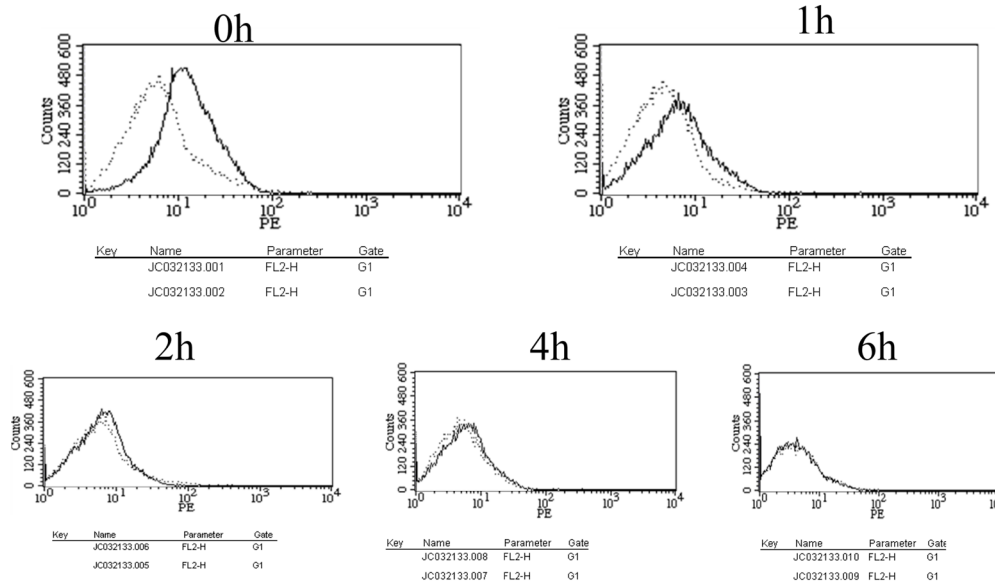 0h
1h
600
480
360
240
120
0
Counts
10^0 10^1 10^2 10^3 10^4
PE
600
480
360
240
120
0
Counts
10^0 10^1 10^2 10^3 10^4
PE
Key Name Parameter Gate
JC032133.001 FL2-H G1
JC032133.002 FL2-H G1
Key Name Parameter Gate
JC032133.004 FL2-H G1
JC032133.003 FL2-H G1
2h
4h
6h
600
480
360
240
120
0
Counts
10^0 10^1 10^2 10^3 10^4
PE
600
480
360
240
120
0
Counts
10^0 10^1 10^2 10^3 10^4
PE
600
480
360
240
120
0
Counts
10^0 10^1 10^2 10^3 10
PE
Key Name Parameter Gate
JC032133.006 FL2-H G1
JC032133.005 FL2-H G1
Key Name Parameter Gate
JC032133.008 FL2-H G1
JC032133.007 FL2-H G1
Key Name Parameter Gate
JC032133.010 FL2-H G1
JC032133.009 FL2-H G1